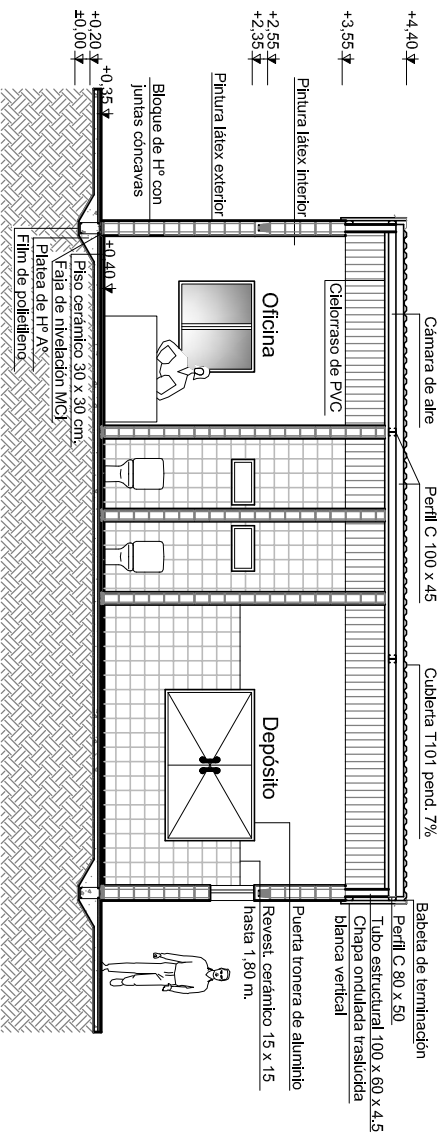 +4,40
+3,55
+2,55
+2,35
+0,20
±0,00
+0,35
+0,40
Cámara de aire
Perfil C 100 x 45
Cubierta T101 pend. 7%
Babeta de terminación
Perfil C 80 x 50
Tubo estructural 100 x 60 x 4.5
Chapa ondulada traslúcida
blanca vertical
Pintura látex interior
Pintura látex exterior
Bloque de Hº con
juntas cóncavas
Cielorraso de PVC
Oficina
Depósito
Puerta tronera de aluminio
Revest. cerámico 15 x 15
hasta 1,80 m.
Piso cerámico 30 x 30 cm.
Faja de nivelación MCI
Platea de Hº Aº
Film de polietileno